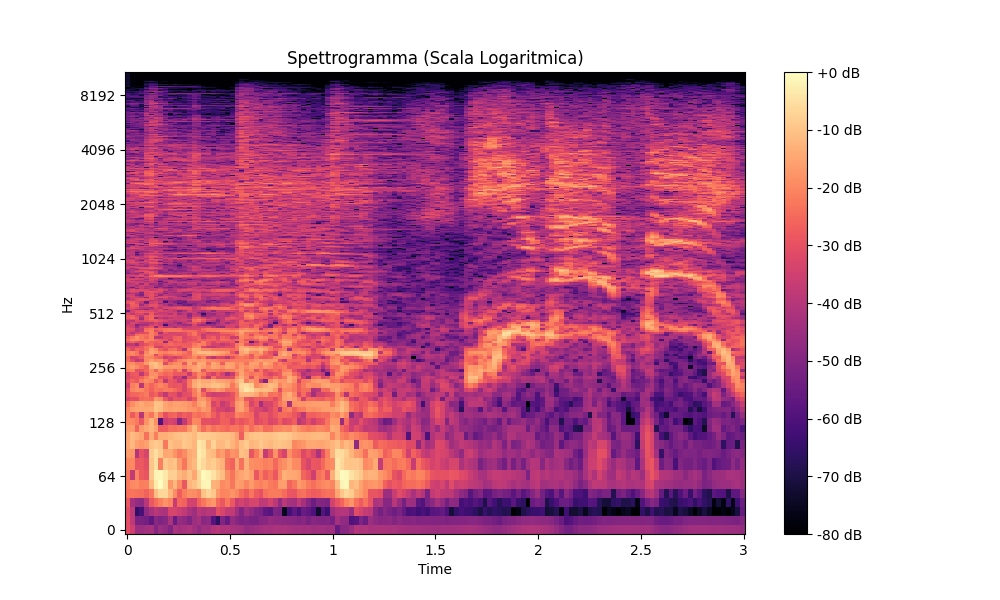 Spettrogramma (Scala Logaritmica)
Hz
8192
4096
2048
1024
512
256
128
64
0
0
0.5
1
1.5
2
2.5
3
Time
+0 dB
-10 dB
-20 dB
-30 dB
-40 dB
-50 dB
-60 dB
-70 dB
-80 dB